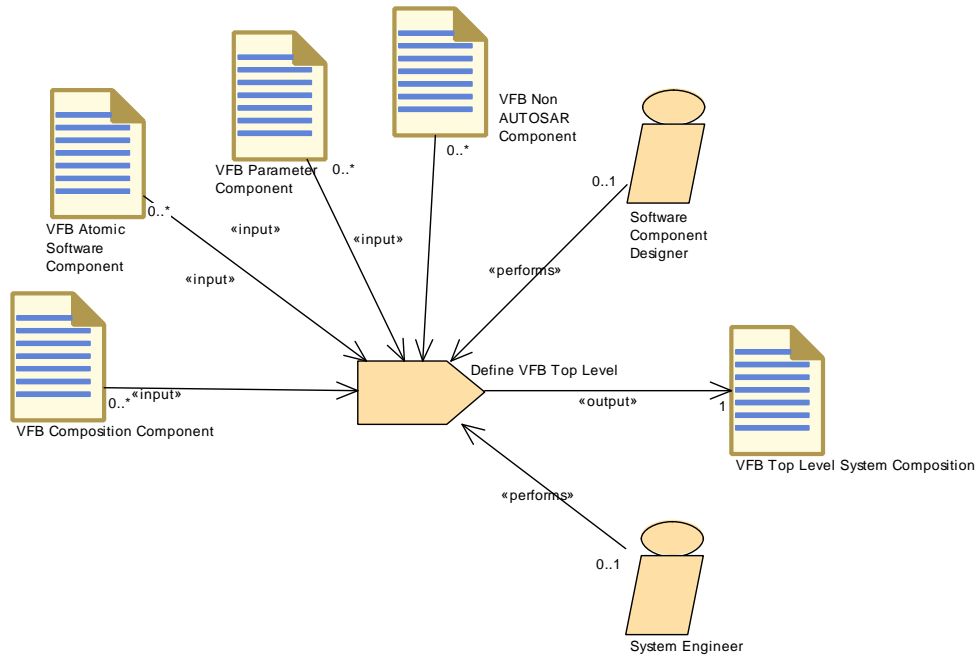 VFB Non
AUTOSAR
Component
0..*
VFB Parameter
Component
0..*
0..1
VFB Atomic
Software
Component
0..*
«input»
«input»
«input»
Software
Component
Designer
«performs»
Define VFB Top Level
«input»
0..*
VFB Composition Component
«output»
1
VFB Top Level System Composition
«performs»
0..1
System Engineer